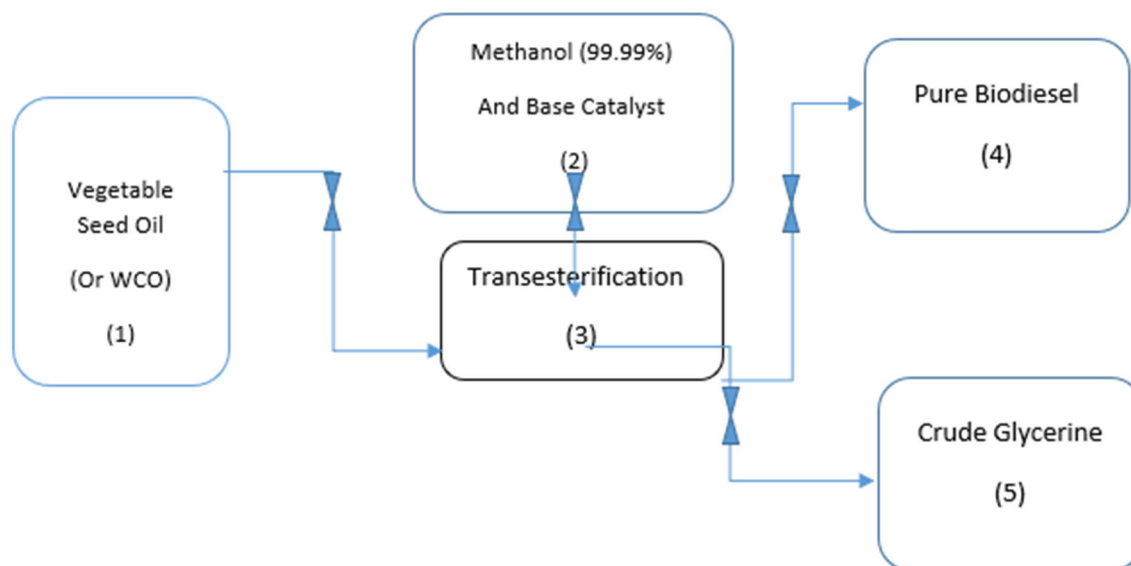 Vegetable
Seed Oil
(Or WCO)
(1)
Methanol (99.99%)
And Base Catalyst
(2)
Transesterification
(3)
Pure Biodiesel
(4)
Crude Glycerine
(5)